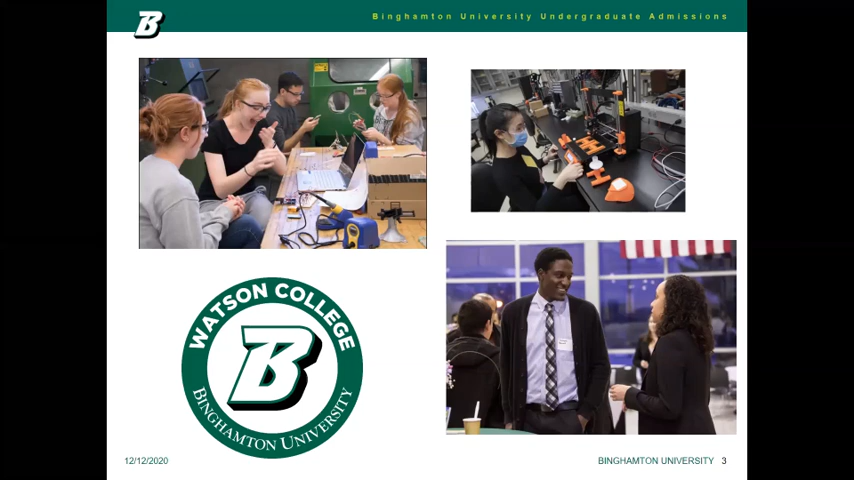 B
Binghamton University Undergraduate Admissions
WATSON COLLEGE
B
BINGHAMTON UNIVERSITY
12/12/2020
BINGHAMTON UNIVERSITY 3